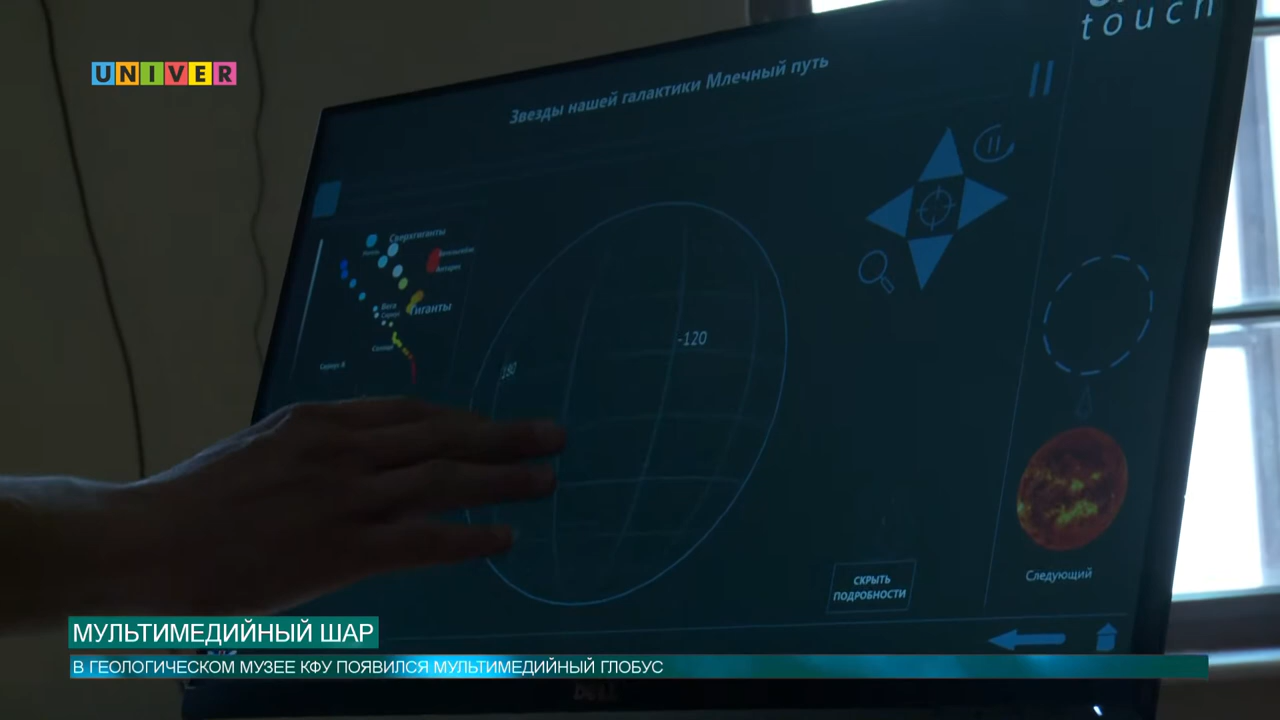 UNIVER
touch
Звезды нашей галактики Млечный путь
Сверхгиганты
Гиганты
Вега
Солнце
-120
180
СКРЫТЬ
ПОДРОБНОСТИ
Следующий
МУЛЬТИМЕДИЙНЫЙ ШАР
В ГЕОЛОГИЧЕСКОМ МУЗЕЕ КФУ ПОЯВИЛСЯ МУЛЬТИМЕДИЙНЫЙ ГЛОБУС
DELL